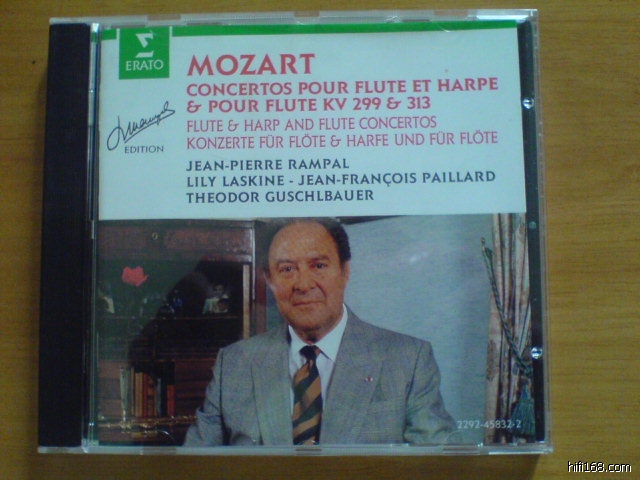 ERATO
MOZART
CONCERTOS POUR FLUTE ET HARPE
& POUR FLUTE KV 299 & 313
FLUTE & HARP AND FLUTE CONCERTOS
KONZERTE FÜR FLÖTE & HARFE UND FÜR FLÖTE
EDITION
JEAN-PIERRE RAMPAL
LILY LASKINE - JEAN-FRANÇOIS PAILLARD
THEODOR GUSCHLBAUER
2292-45832-2
hifi168.com